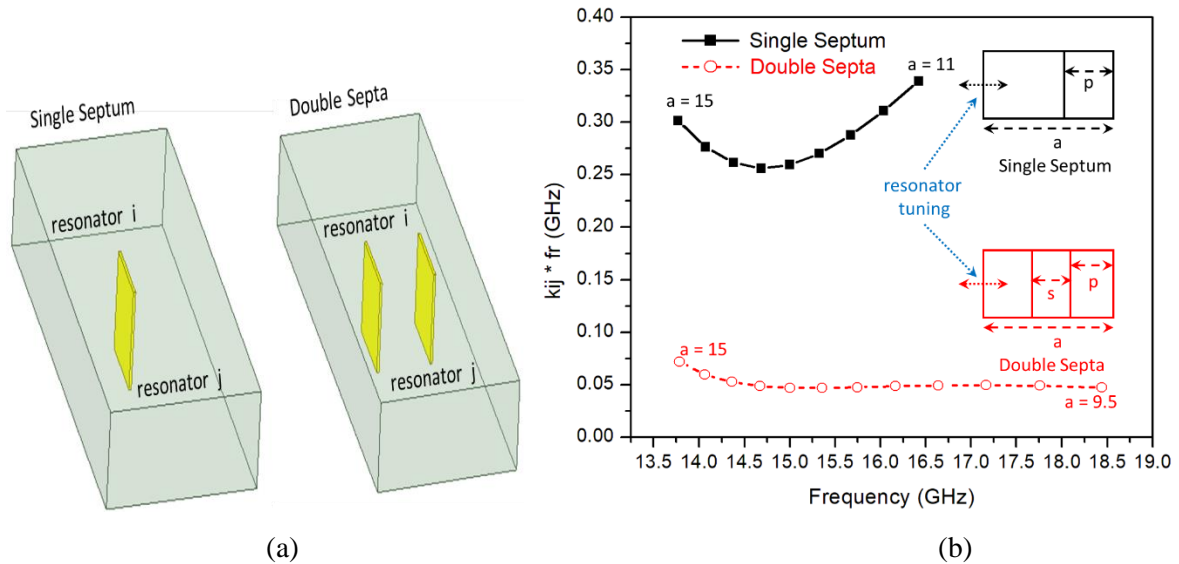 Single Septum
Double Septa
resonator i
resonator j
resonator i
resonator j
(a)
kij * fr (GHz)
0.40
0.35
0.30
0.25
0.20
0.15
0.10
0.05
0.00
Single Septum
Double Septa
a = 15
a = 11
p
a
Single Septum
resonator
tuning
s
p
a
Double Septa
a = 15
a = 9.5
13.5 14.0 14.5 15.0 15.5 16.0 16.5 17.0 17.5 18.0 18.5 19.0
Frequency (GHz)
(b)